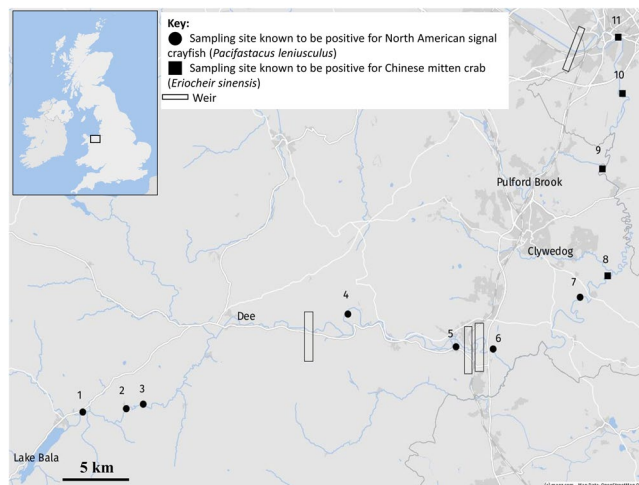 Key:
Sampling site known to be positive for North American signal
crayfish (Pacifastacus leniusculus)
Sampling site known to be positive for Chinese mitten crab
(Eriocheir sinensis)
Weir
11
10
9
Pulford Brook
Clywedog
8
7
4
Dee
5
6
1
2
3
Lake Bala
5 km